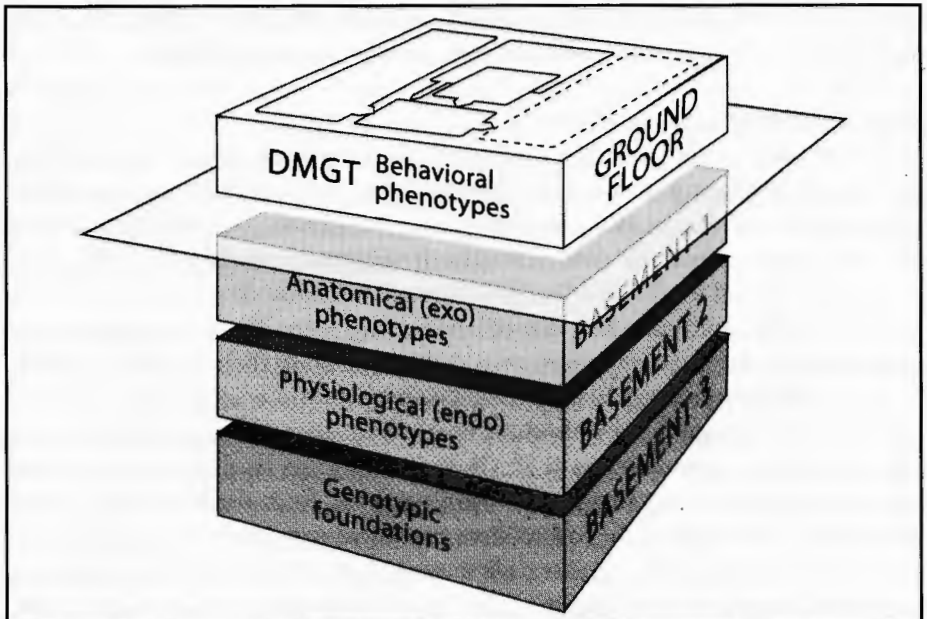 DMGT Behavioral
phenotypes
GROUND
FLOOR
Anatomical (exo)
phenotypes
BASEMENT 1
Physiological (endo)
phenotypes
BASEMENT 2
Genotypic
foundations
BASEMENT 3